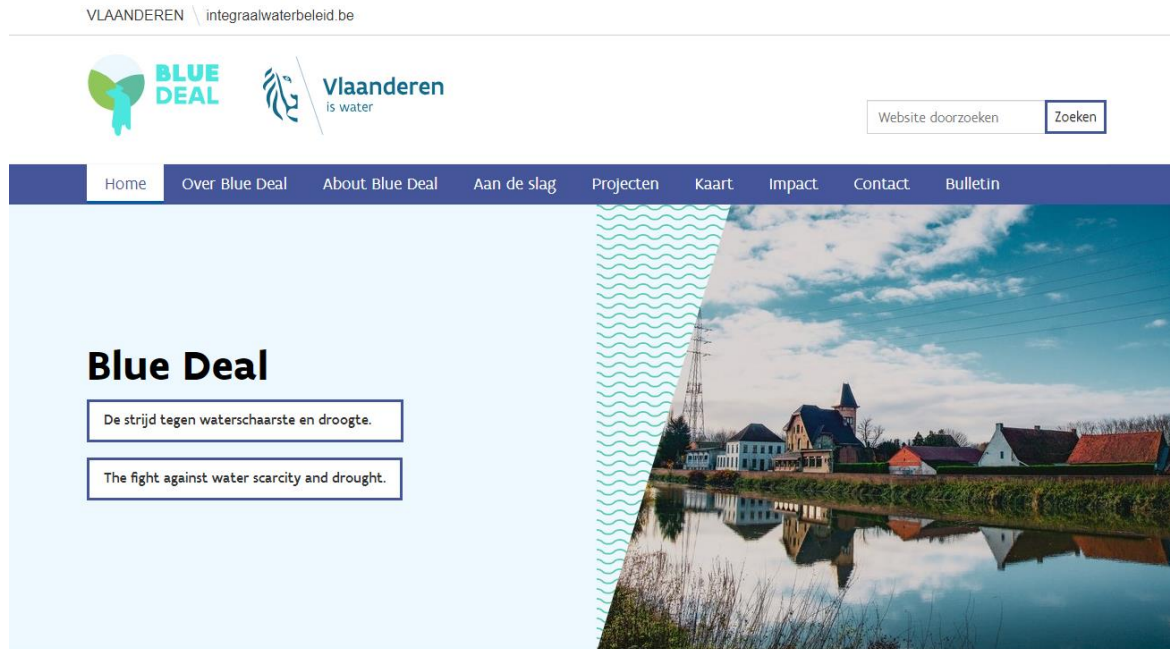 VLAANDEREN \ integraalwaterbeleid.be
BLUE
DEAL
Vlaanderen
is water
Website doorzoeken
Zoeken
Home Over Blue Deal About Blue Deal Aan de slag Projecten Kaart Impact Contact Bulletin
Blue Deal
De strijd tegen waterschaarste en droogte.
The fight against water scarcity and drought.